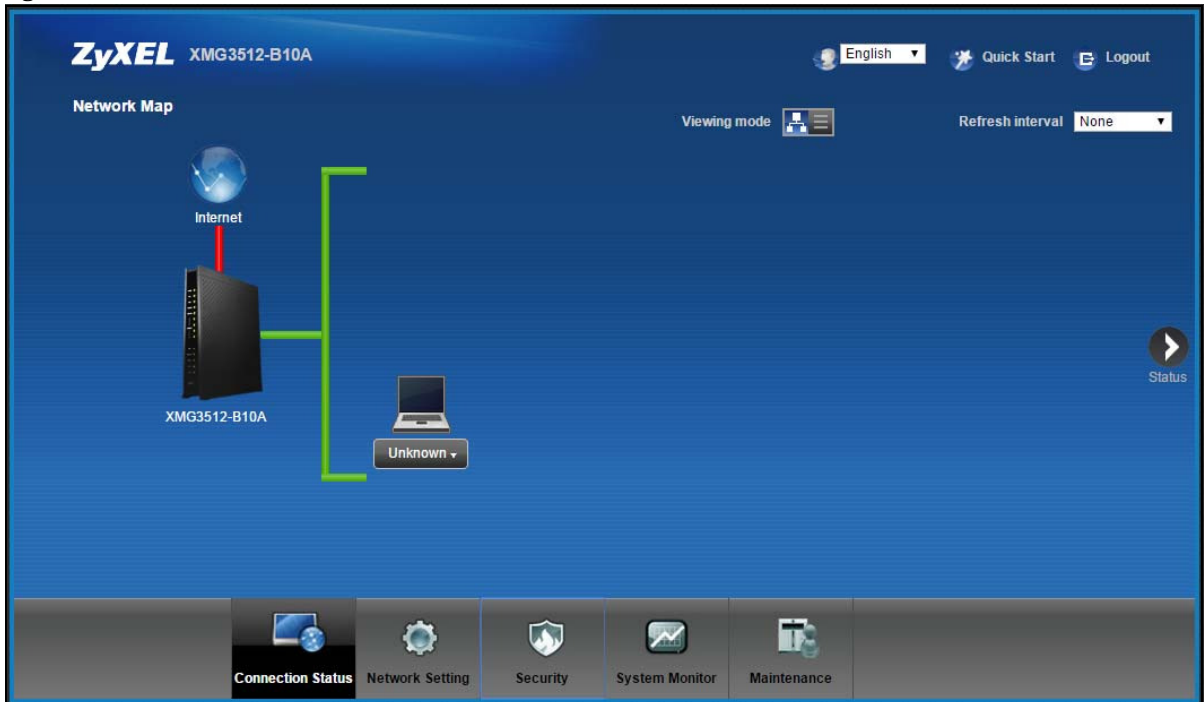 ZyXEL XMG3512-B10A
English Quick Start Logout
Network Map
Viewing mode Refresh interval None
Internet
Status
XMG3512-B10A
Unknown
Connection Status Network Setting Security System Monitor Maintenance